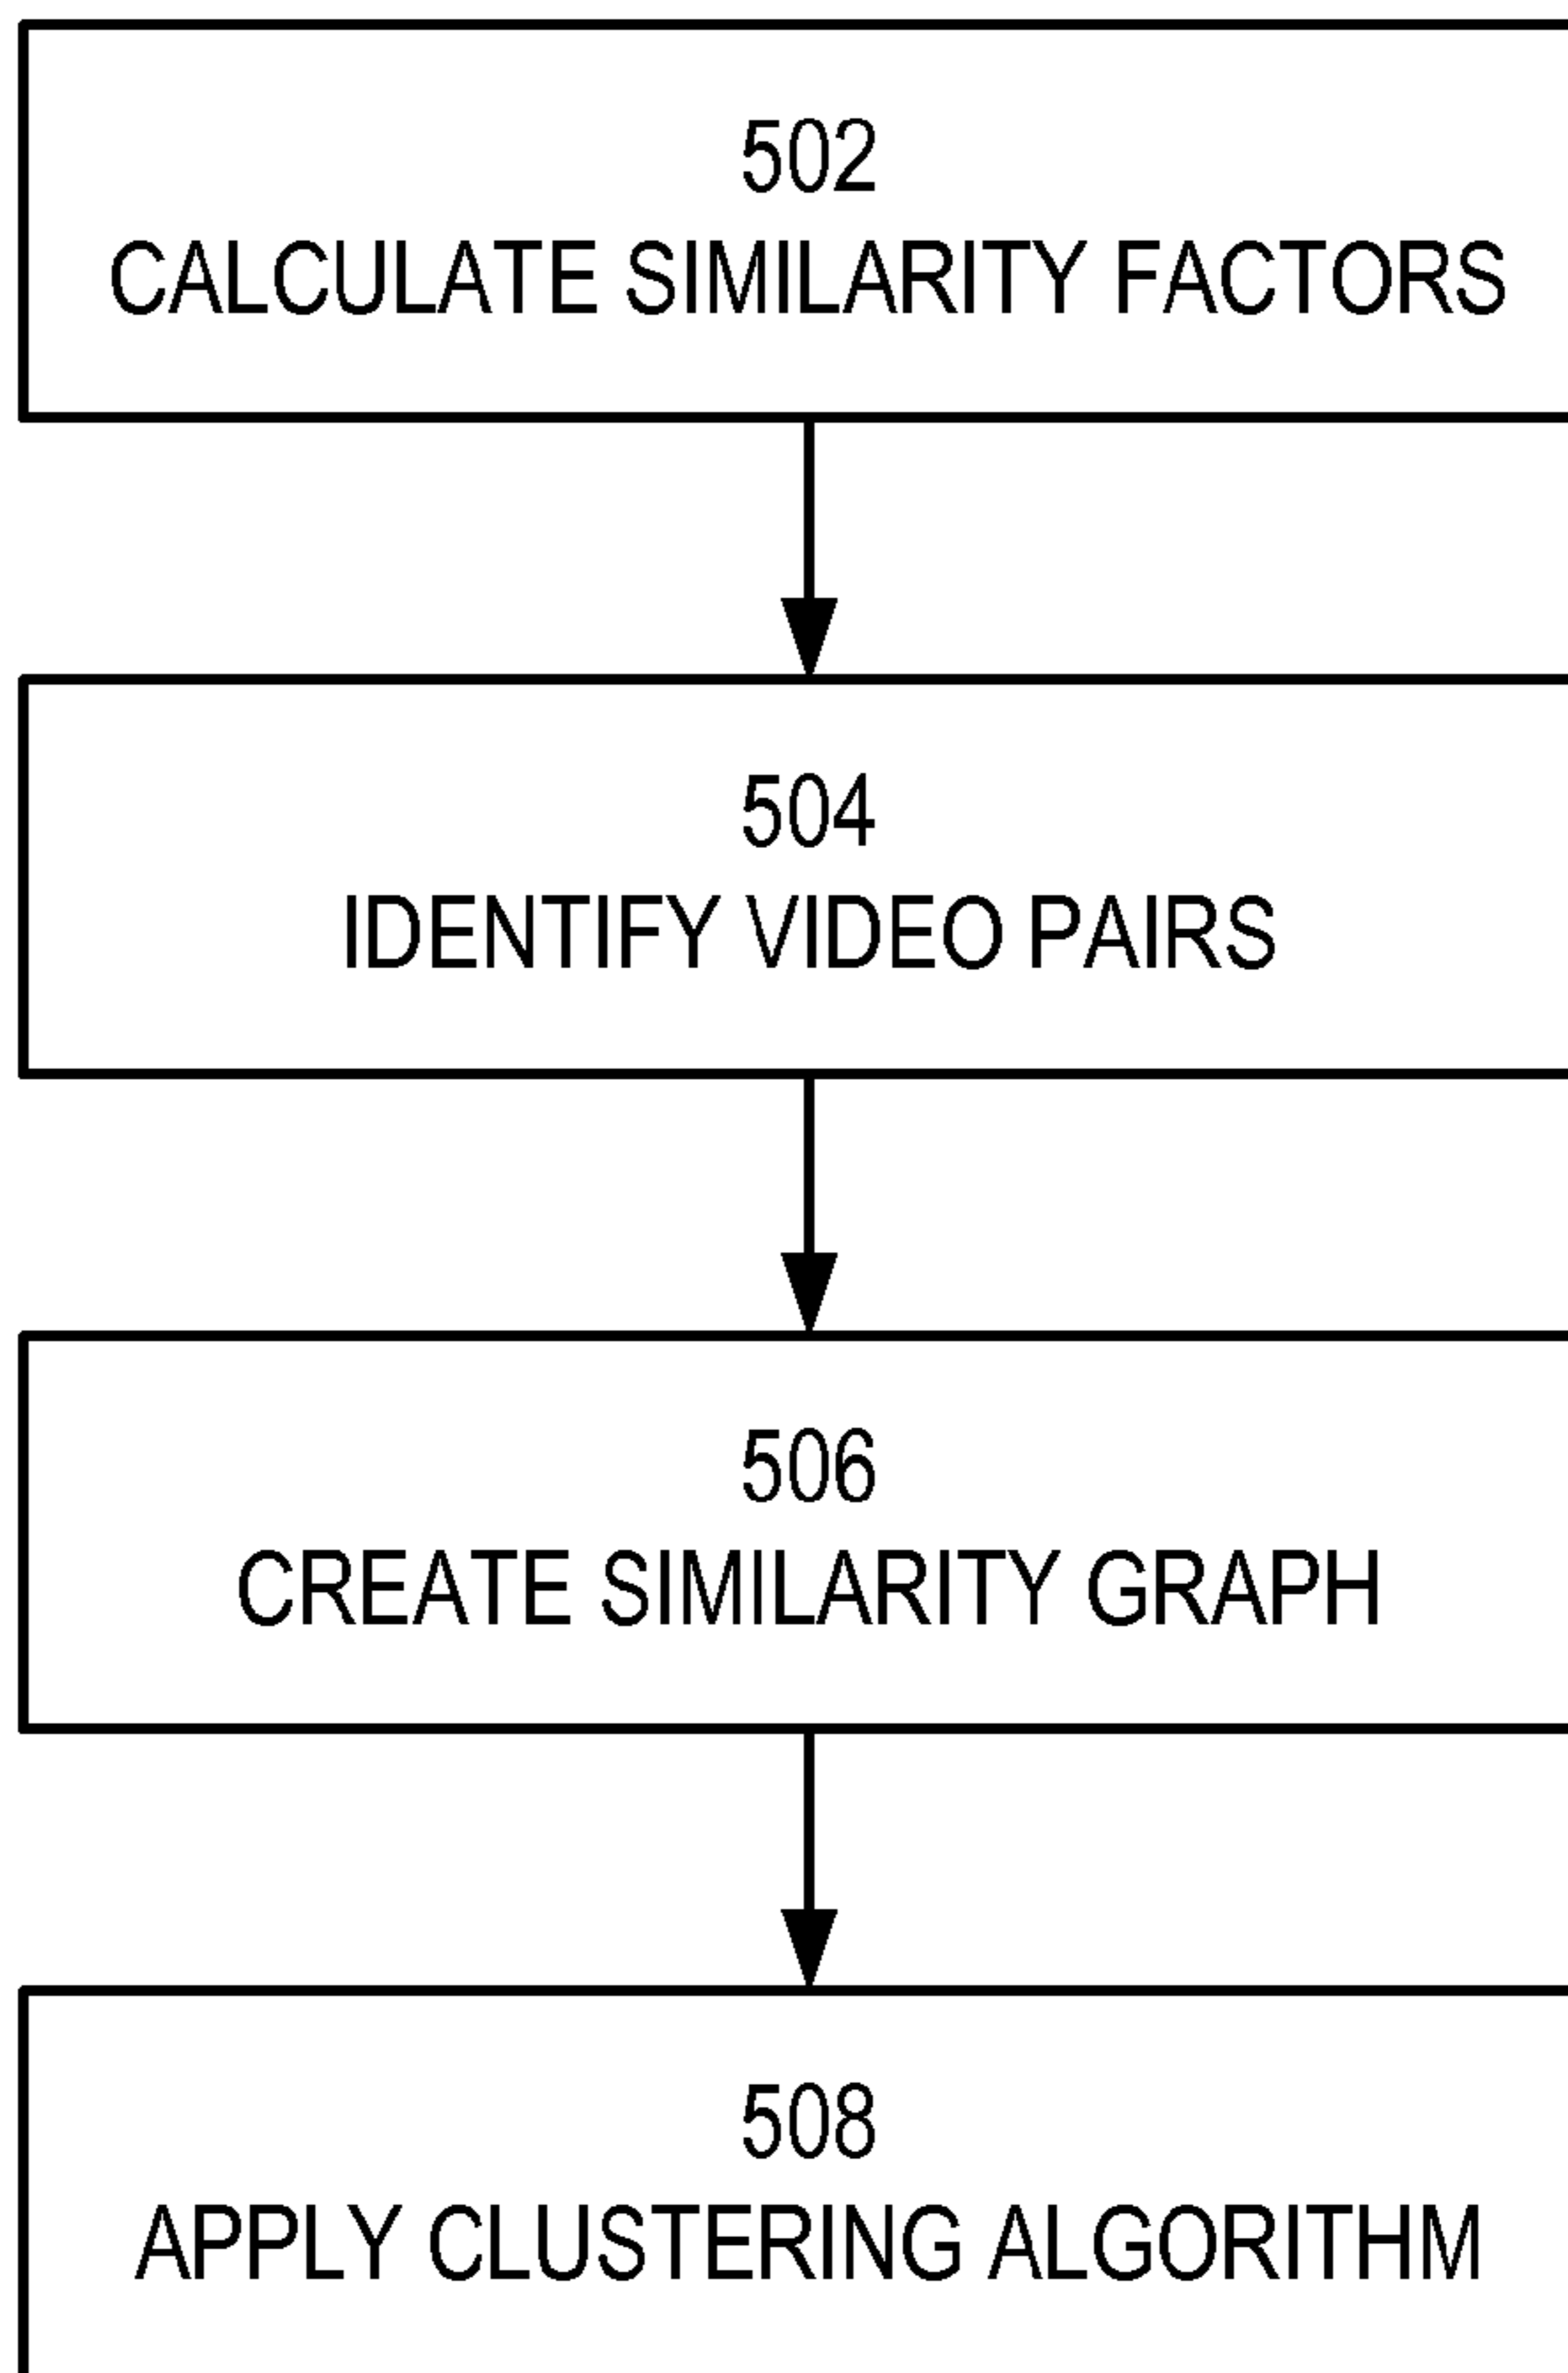 502
CALCULATE SIMILARITY FACTORS
504
IDENTIFY VIDEO PAIRS
506
CREATE SIMILARITY GRAPH
508
APPLY CLUSTERING ALGORITHM